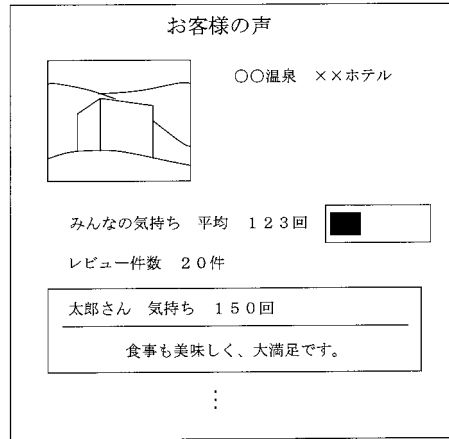 お客様の声
○○温泉　××ホテル
みんなの気持ち　平均　１２３回
レビュー件数　２０件
太郎さん　気持ち　１５０回
食事も美味しく、大満足です。
⋮